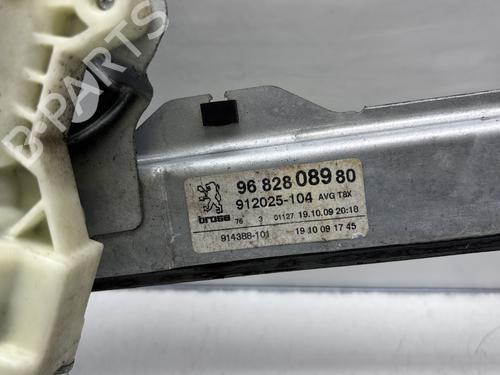 B-PARTS
96 828 089 80
912025-104 AVG T8X
brose 76 3 01127 19.10.09 20:18
914388-101 19 10 09 17 45